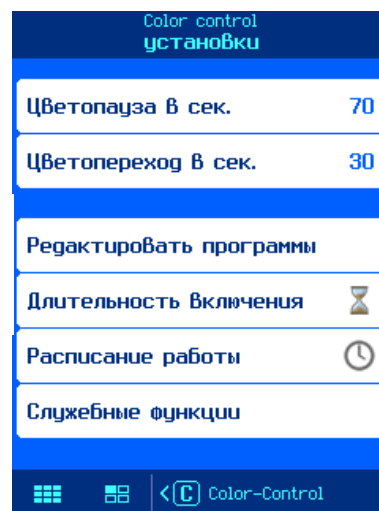 Color control
установки
Цветопауза в сек. 70
Цветопереход в сек. 30
Редактировать программы
Длительность включения
Расписание работы
Служебные функции
<(C) Color-Control